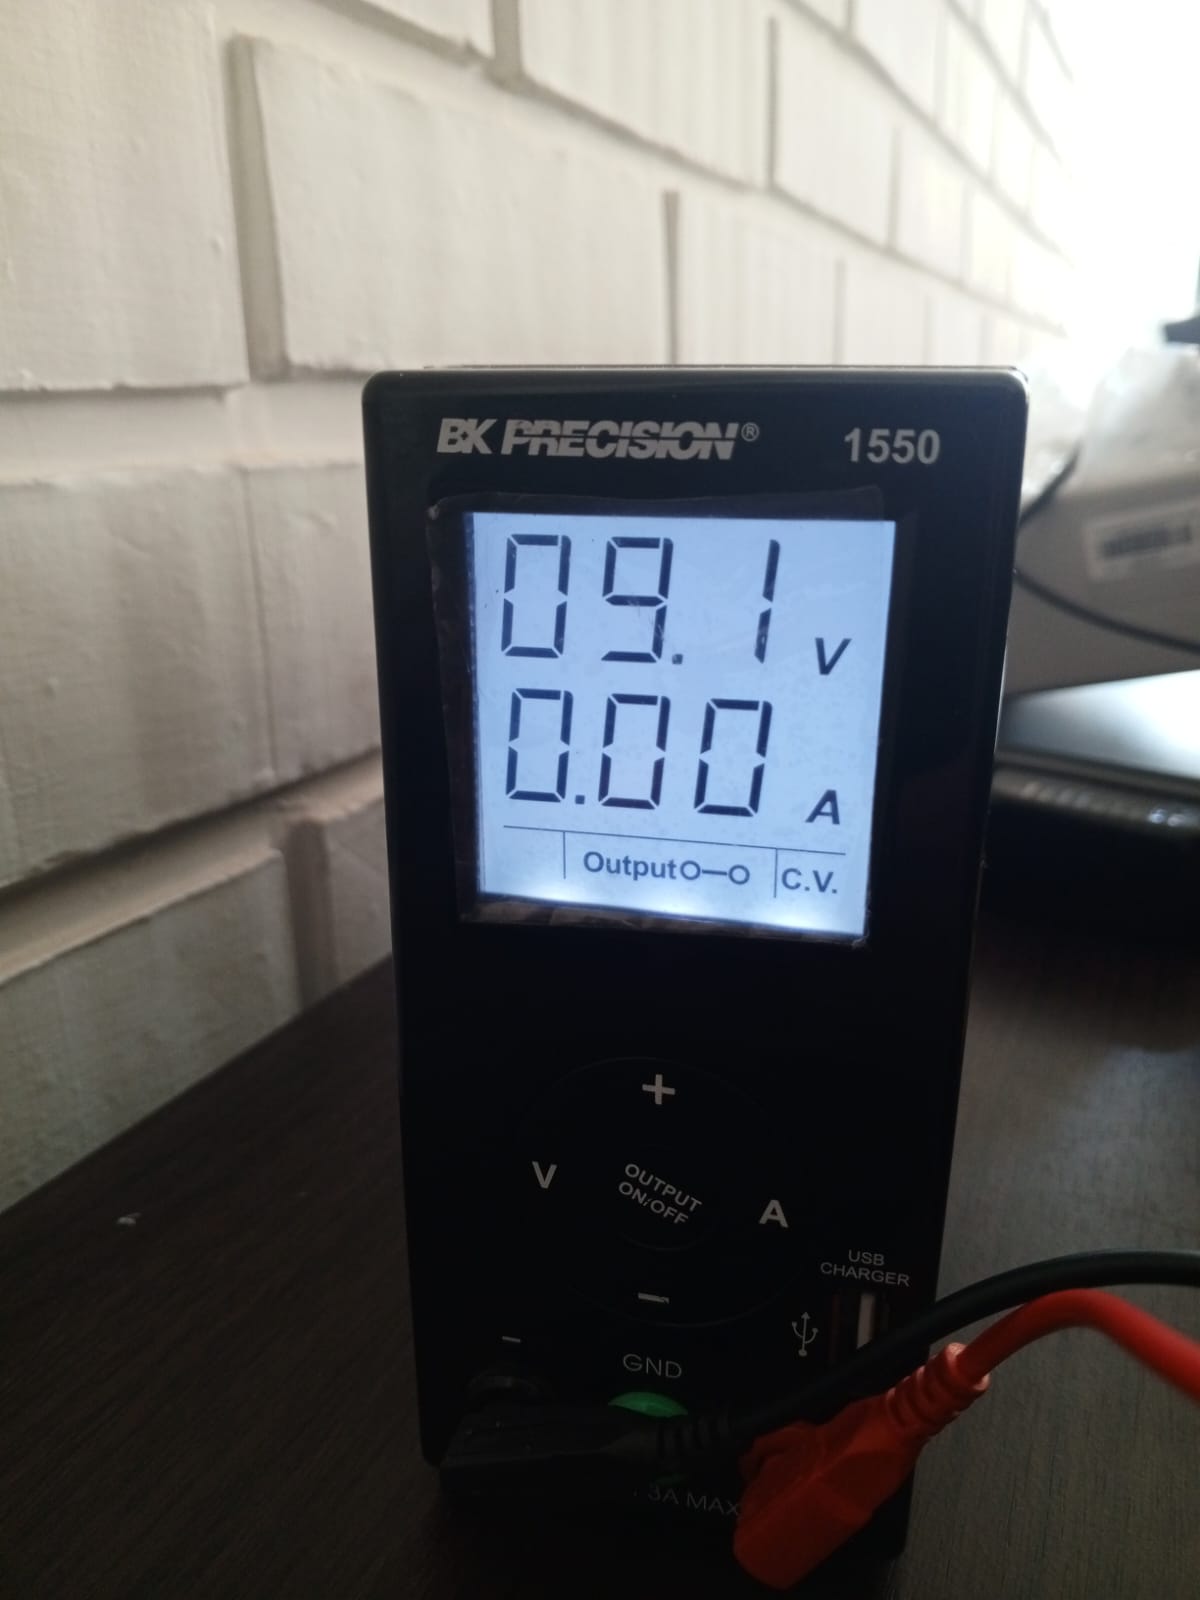 BK PRECISION® 1550
09.1 V
0.00 A
Output C.V.
+
V OUTPUT A
ON/OFF
USB
CHARGER
−
−
GND
3A MAX